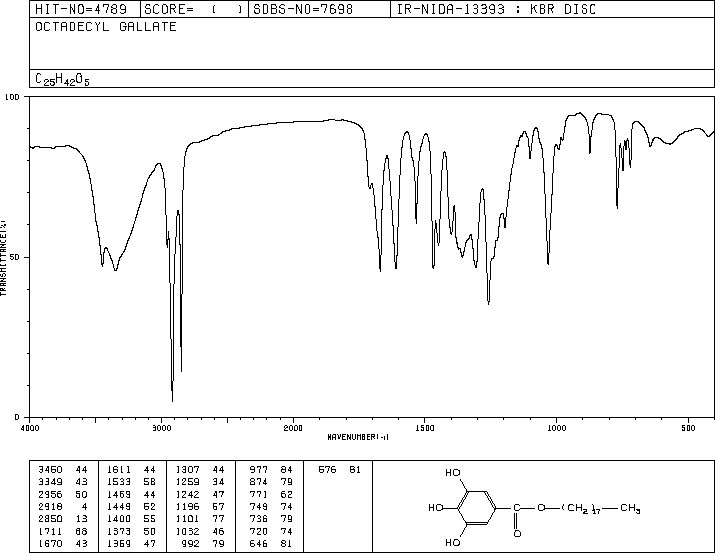 HIT-NO=4789 SCORE= ( ) SDBS-NO=7698 IR-NIDA-13393 : KBR DISC
OCTADECYL GALLATE
C25H42O5
100
50
0
TRANSMITTANCE(%)
4000 3000 2000 1500 1000 500
WAVENUMBER(-1)
3460 44 1611 44 1307 44 977 84 676 81
3349 43 1533 58 1259 34 874 79
2956 50 1469 44 1242 47 771 62
2918 4 1449 62 1196 67 749 74
2850 13 1400 55 1101 77 736 79
1711 68 1373 50 1032 46 720 74
1670 43 1369 47 992 79 646 81
HO
HO C O (CH2)17 CH3
HO O